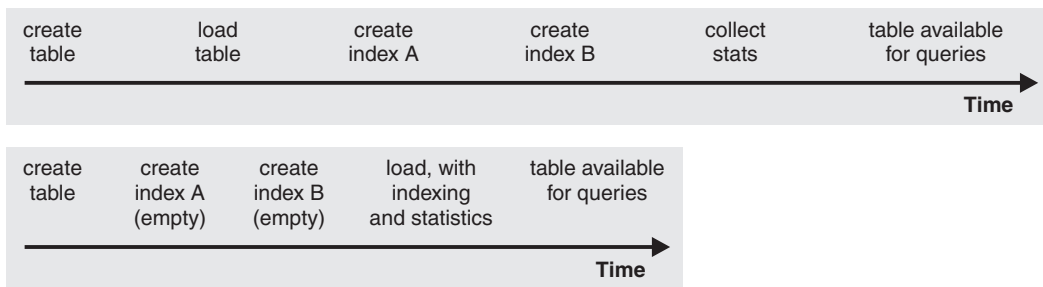 create load create create collect table available
table table index A index B stats for queries
Time
create create create load, with table available
table index A index B indexing for queries
(empty) (empty) and statistics
Time